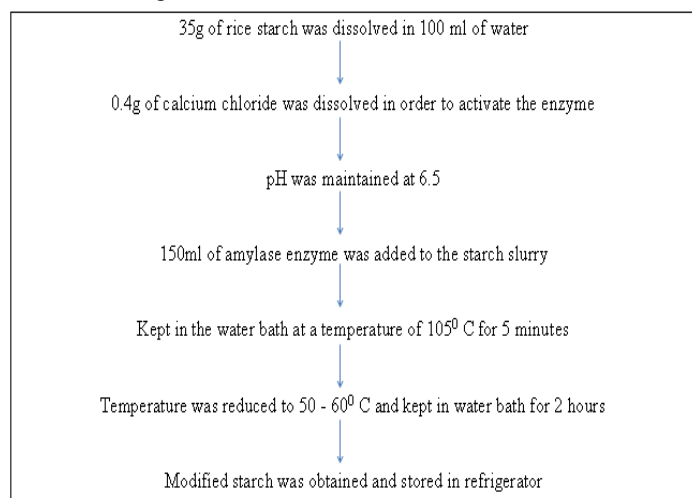 35g of rice starch was dissolved in 100 ml of water
0.4g of calcium chloride was dissolved in order to activate the enzyme
pH was maintained at 6.5
150ml of amylase enzyme was added to the starch slurry
Kept in the water bath at a temperature of 105⁰ C for 5 minutes
Temperature was reduced to 50 - 60⁰ C and kept in water bath for 2 hours
Modified starch was obtained and stored in refrigerator